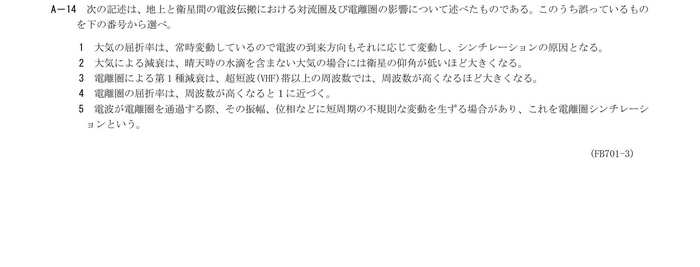 A－14 次の記述は、地上と衛星間の電波伝搬における対流圏及び電離圏の影響について述べたものである。このうち誤っているもの
を下の番号から選べ。
1 大気の屈折率は、常時変動しているので電波の到来方向もそれに応じて変動し、シンチレーションの原因となる。
2 大気による減衰は、晴天時の水滴を含まない大気の場合には衛星の仰角が低いほど大きくなる。
3 電離圏による第１種減衰は、超短波(VHF)帯以上の周波数では、周波数が高くなるほど大きくなる。
4 電離圏の屈折率は、周波数が高くなると１に近づく。
5 電波が電離圏を通過する際、その振幅、位相などに短周期の不規則な変動を生ずる場合があり、これを電離圏シンチレーシ
ョンという。
(FB701-3)